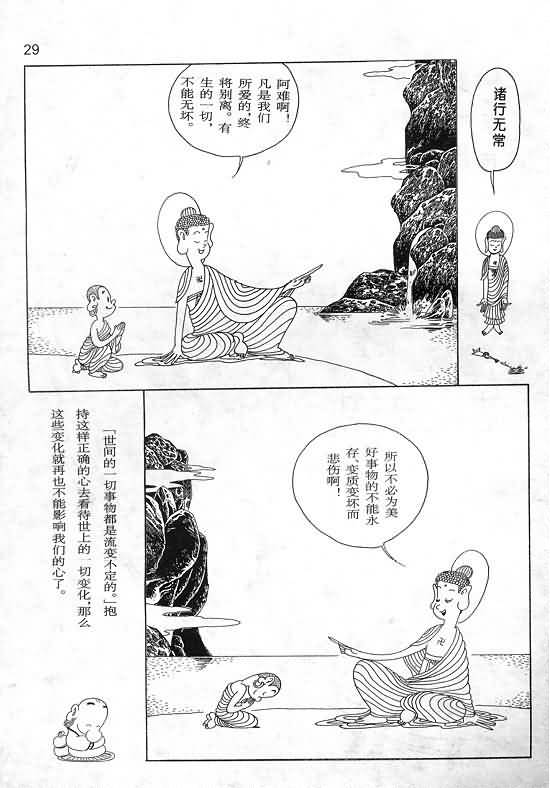 29
诸行无常
阿难啊！
凡是我们
所爱的，终
将别离。有
生的一切，
不能无坏。
所以不必为美
好事物的不能永
存、变质变坏而
悲伤啊！
「世间的一切事物都是流变不定的。」抱
持这样正确的心去看待世上的一切变化，那么
这些变化就再也不能影响我们的心了。